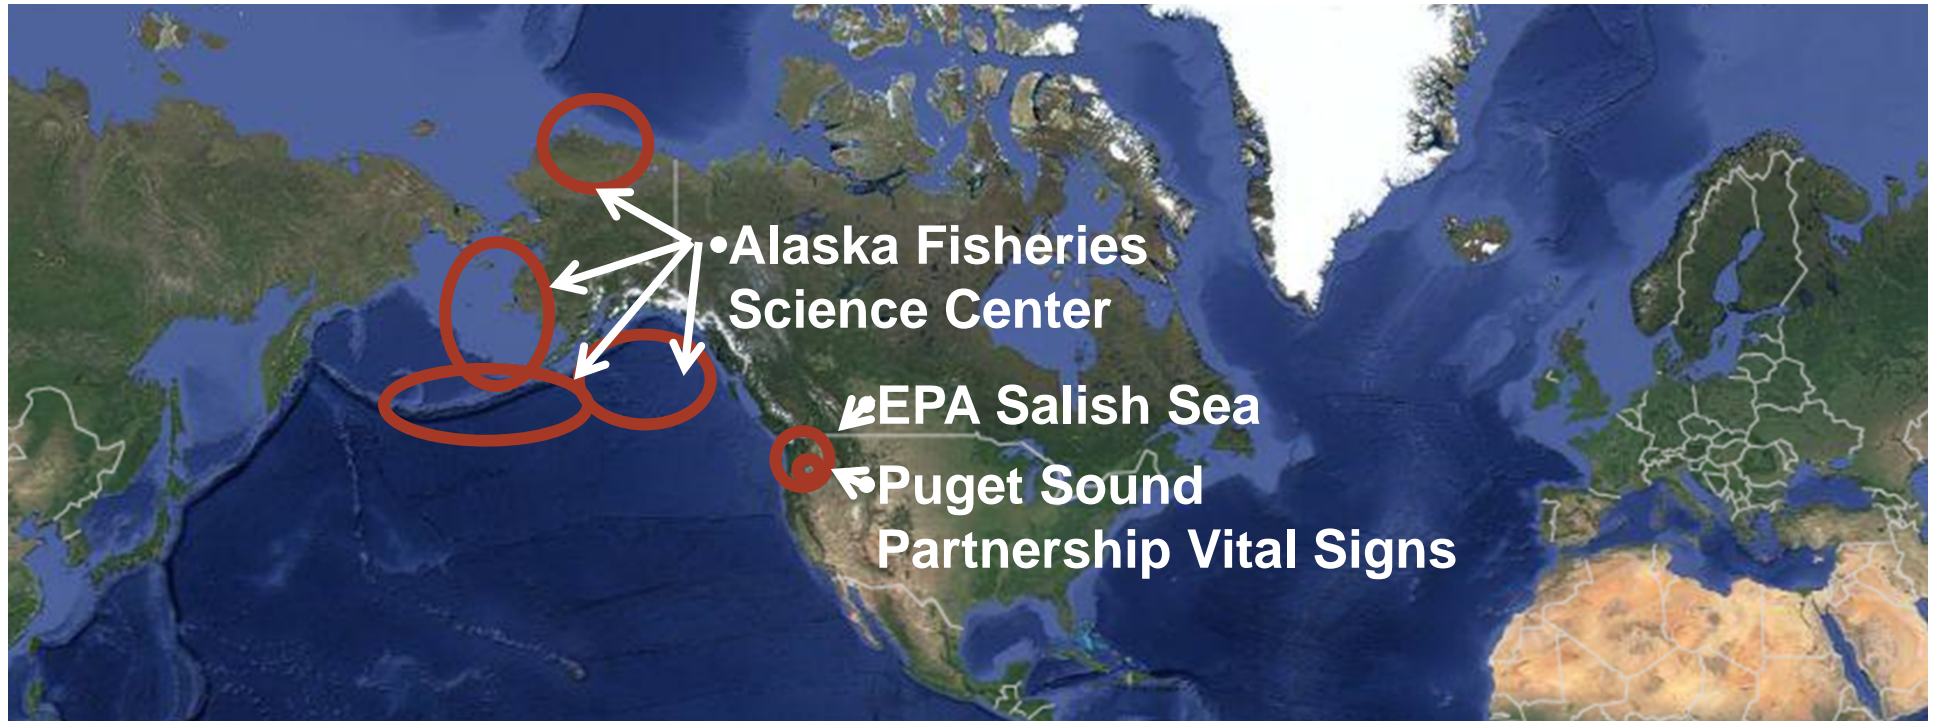 •Alaska Fisheries
Science Center
•EPA Salish Sea
•Puget Sound
Partnership Vital Signs